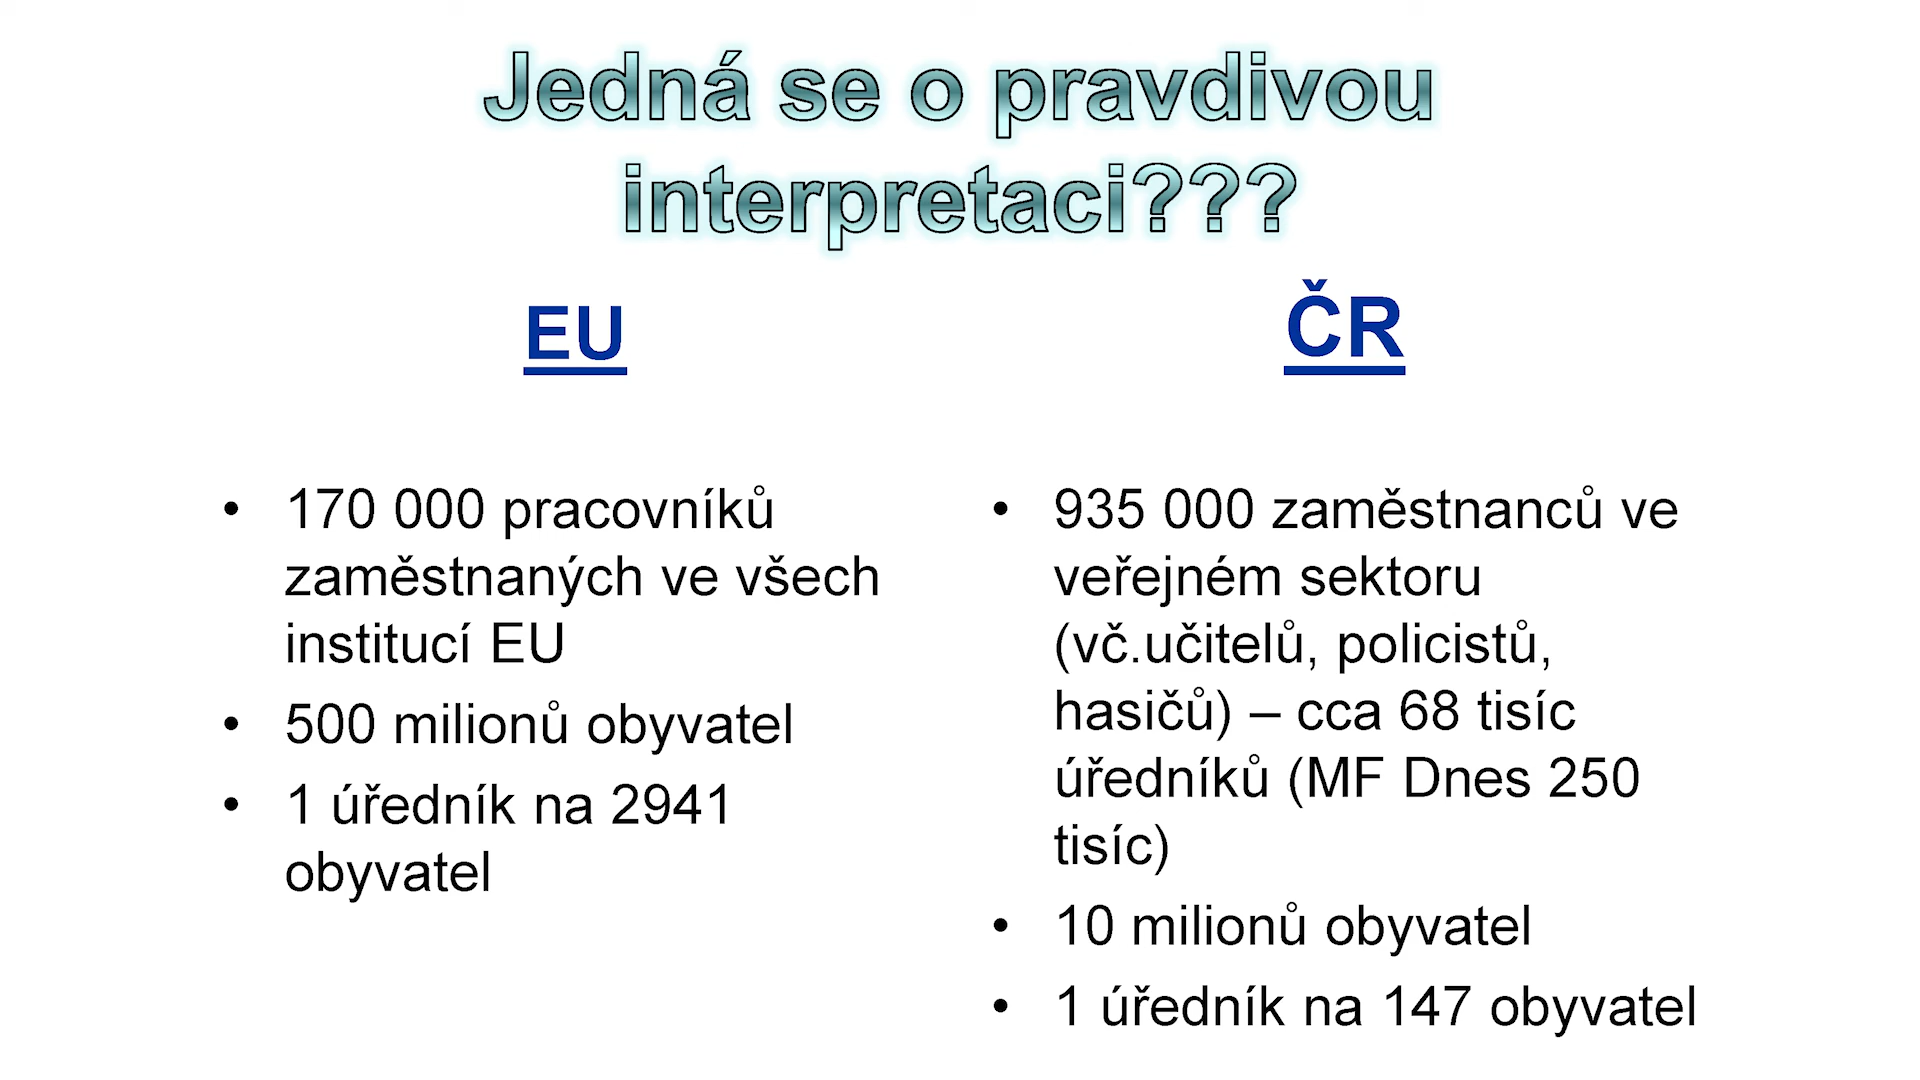 Jedná se o pravdivou
interpretaci???
EU
• 170 000 pracovníků
zaměstnaných ve všech
institucí EU
• 500 milionů obyvatel
• 1 úředník na 2941
obyvatel
ČR
• 935 000 zaměstnanců ve
veřejném sektoru
(vč.učitelů, policistů,
hasičů) – cca 68 tisíc
úředníků (MF Dnes 250
tisíc)
• 10 milionů obyvatel
• 1 úředník na 147 obyvatel